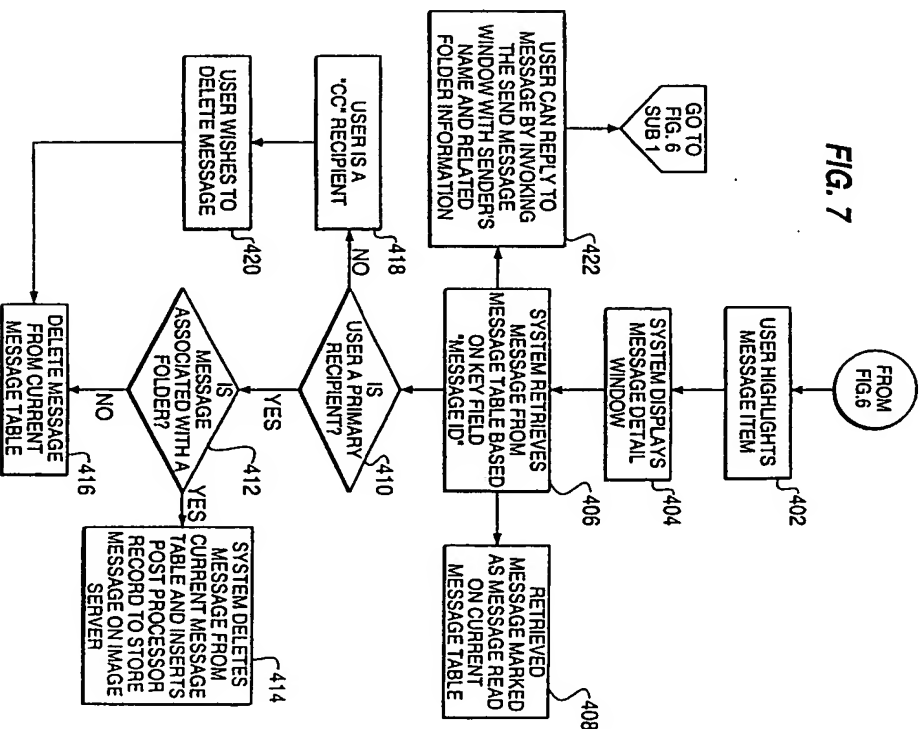 FIG. 7
FROM
FIG.6
USER HIGHLIGHTS
MESSAGE ITEM
402
SYSTEM DISPLAYS
MESSAGE DETAIL
WINDOW
404
SYSTEM RETRIEVES
MESSAGE FROM
MESSAGE TABLE BASED
ON KEY FIELD
"MESSAGE ID"
406
RETRIEVED
MESSAGE MARKED
AS MESSAGE READ
ON CURRENT
MESSAGE TABLE
408
GO TO
FIG. 6
SUB 1
USER CAN REPLY TO
MESSAGE BY INVOKING
THE SEND MESSAGE
WINDOW WITH SENDER'S
NAME AND RELATED
FOLDER INFORMATION
422
IS
USER A PRIMARY
RECIPIENT?
410
NO
YES
USER IS A
"CC" RECIPIENT
418
USER WISHES TO
DELETE MESSAGE
420
IS
MESSAGE
ASSOCIATED WITH A
FOLDER?
412
YES
NO
SYSTEM DELETES
MESSAGE FROM
CURRENT MESSAGE
TABLE AND INSERTS
POST PROCESSOR
RECORD TO STORE
MESSAGE ON IMAGE
SERVER
414
DELETE MESSAGE
FROM CURRENT
MESSAGE TABLE
416